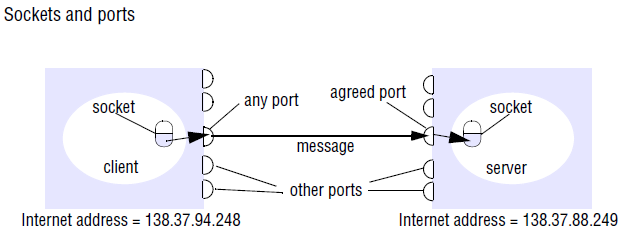 Sockets and ports
any port
agreed port
socket
socket
message
client
server
other ports
Internet address = 138.37.94.248
Internet address = 138.37.88.249